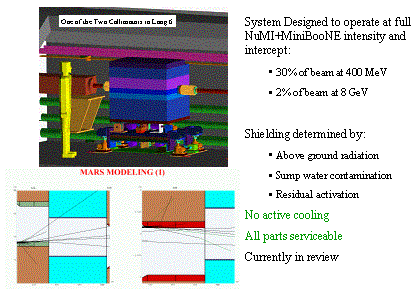 One of the Two Collimators in Long 6
System Designed to operate at full
NuMI+MiniBooNE intensity and
intercept:
• 30% of beam at 400 MeV
• 2% of beam at 8 GeV
Shielding determined by:
• Above ground radiation
• Sump water contamination
• Residual activation
No active cooling
All parts serviceable
Currently in review
MARS MODELING (1)